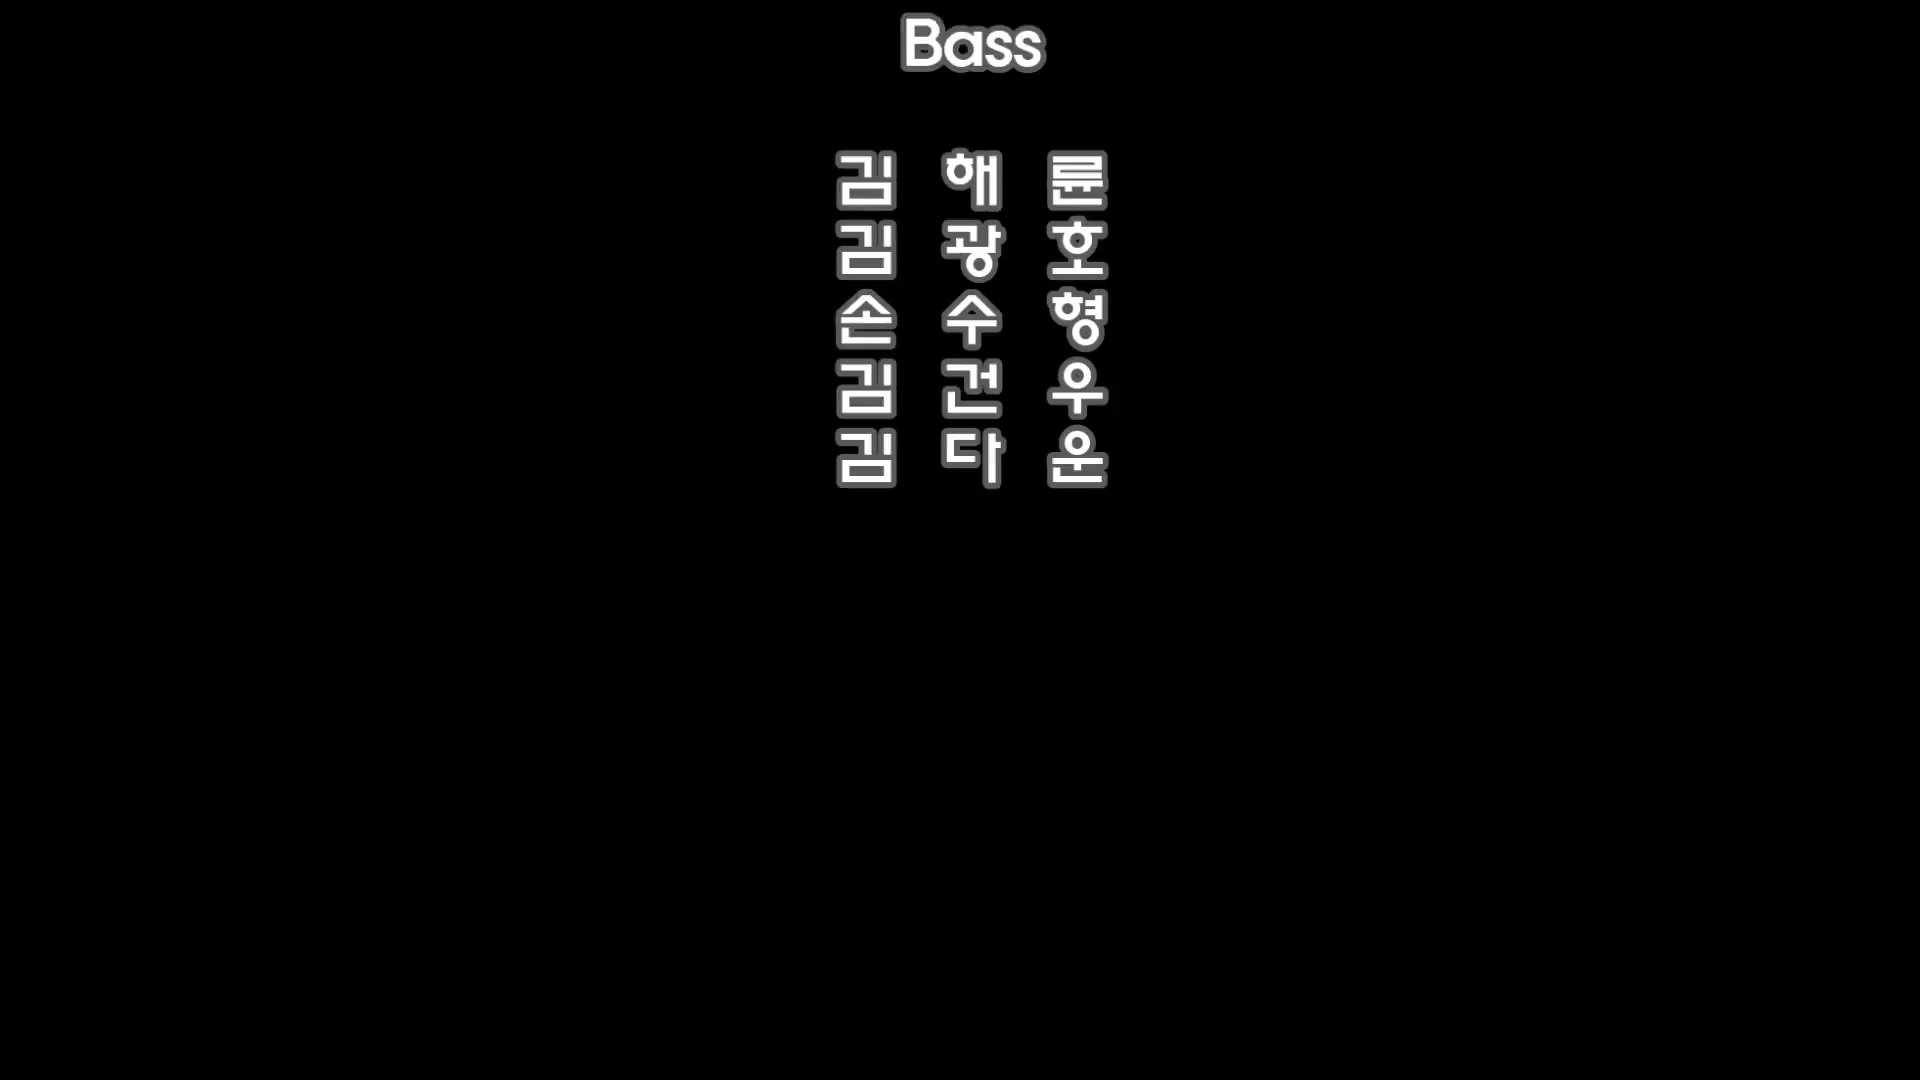 Bass
김 해 륜
김 광 호
손 수 형
김 건 우
김 다 운